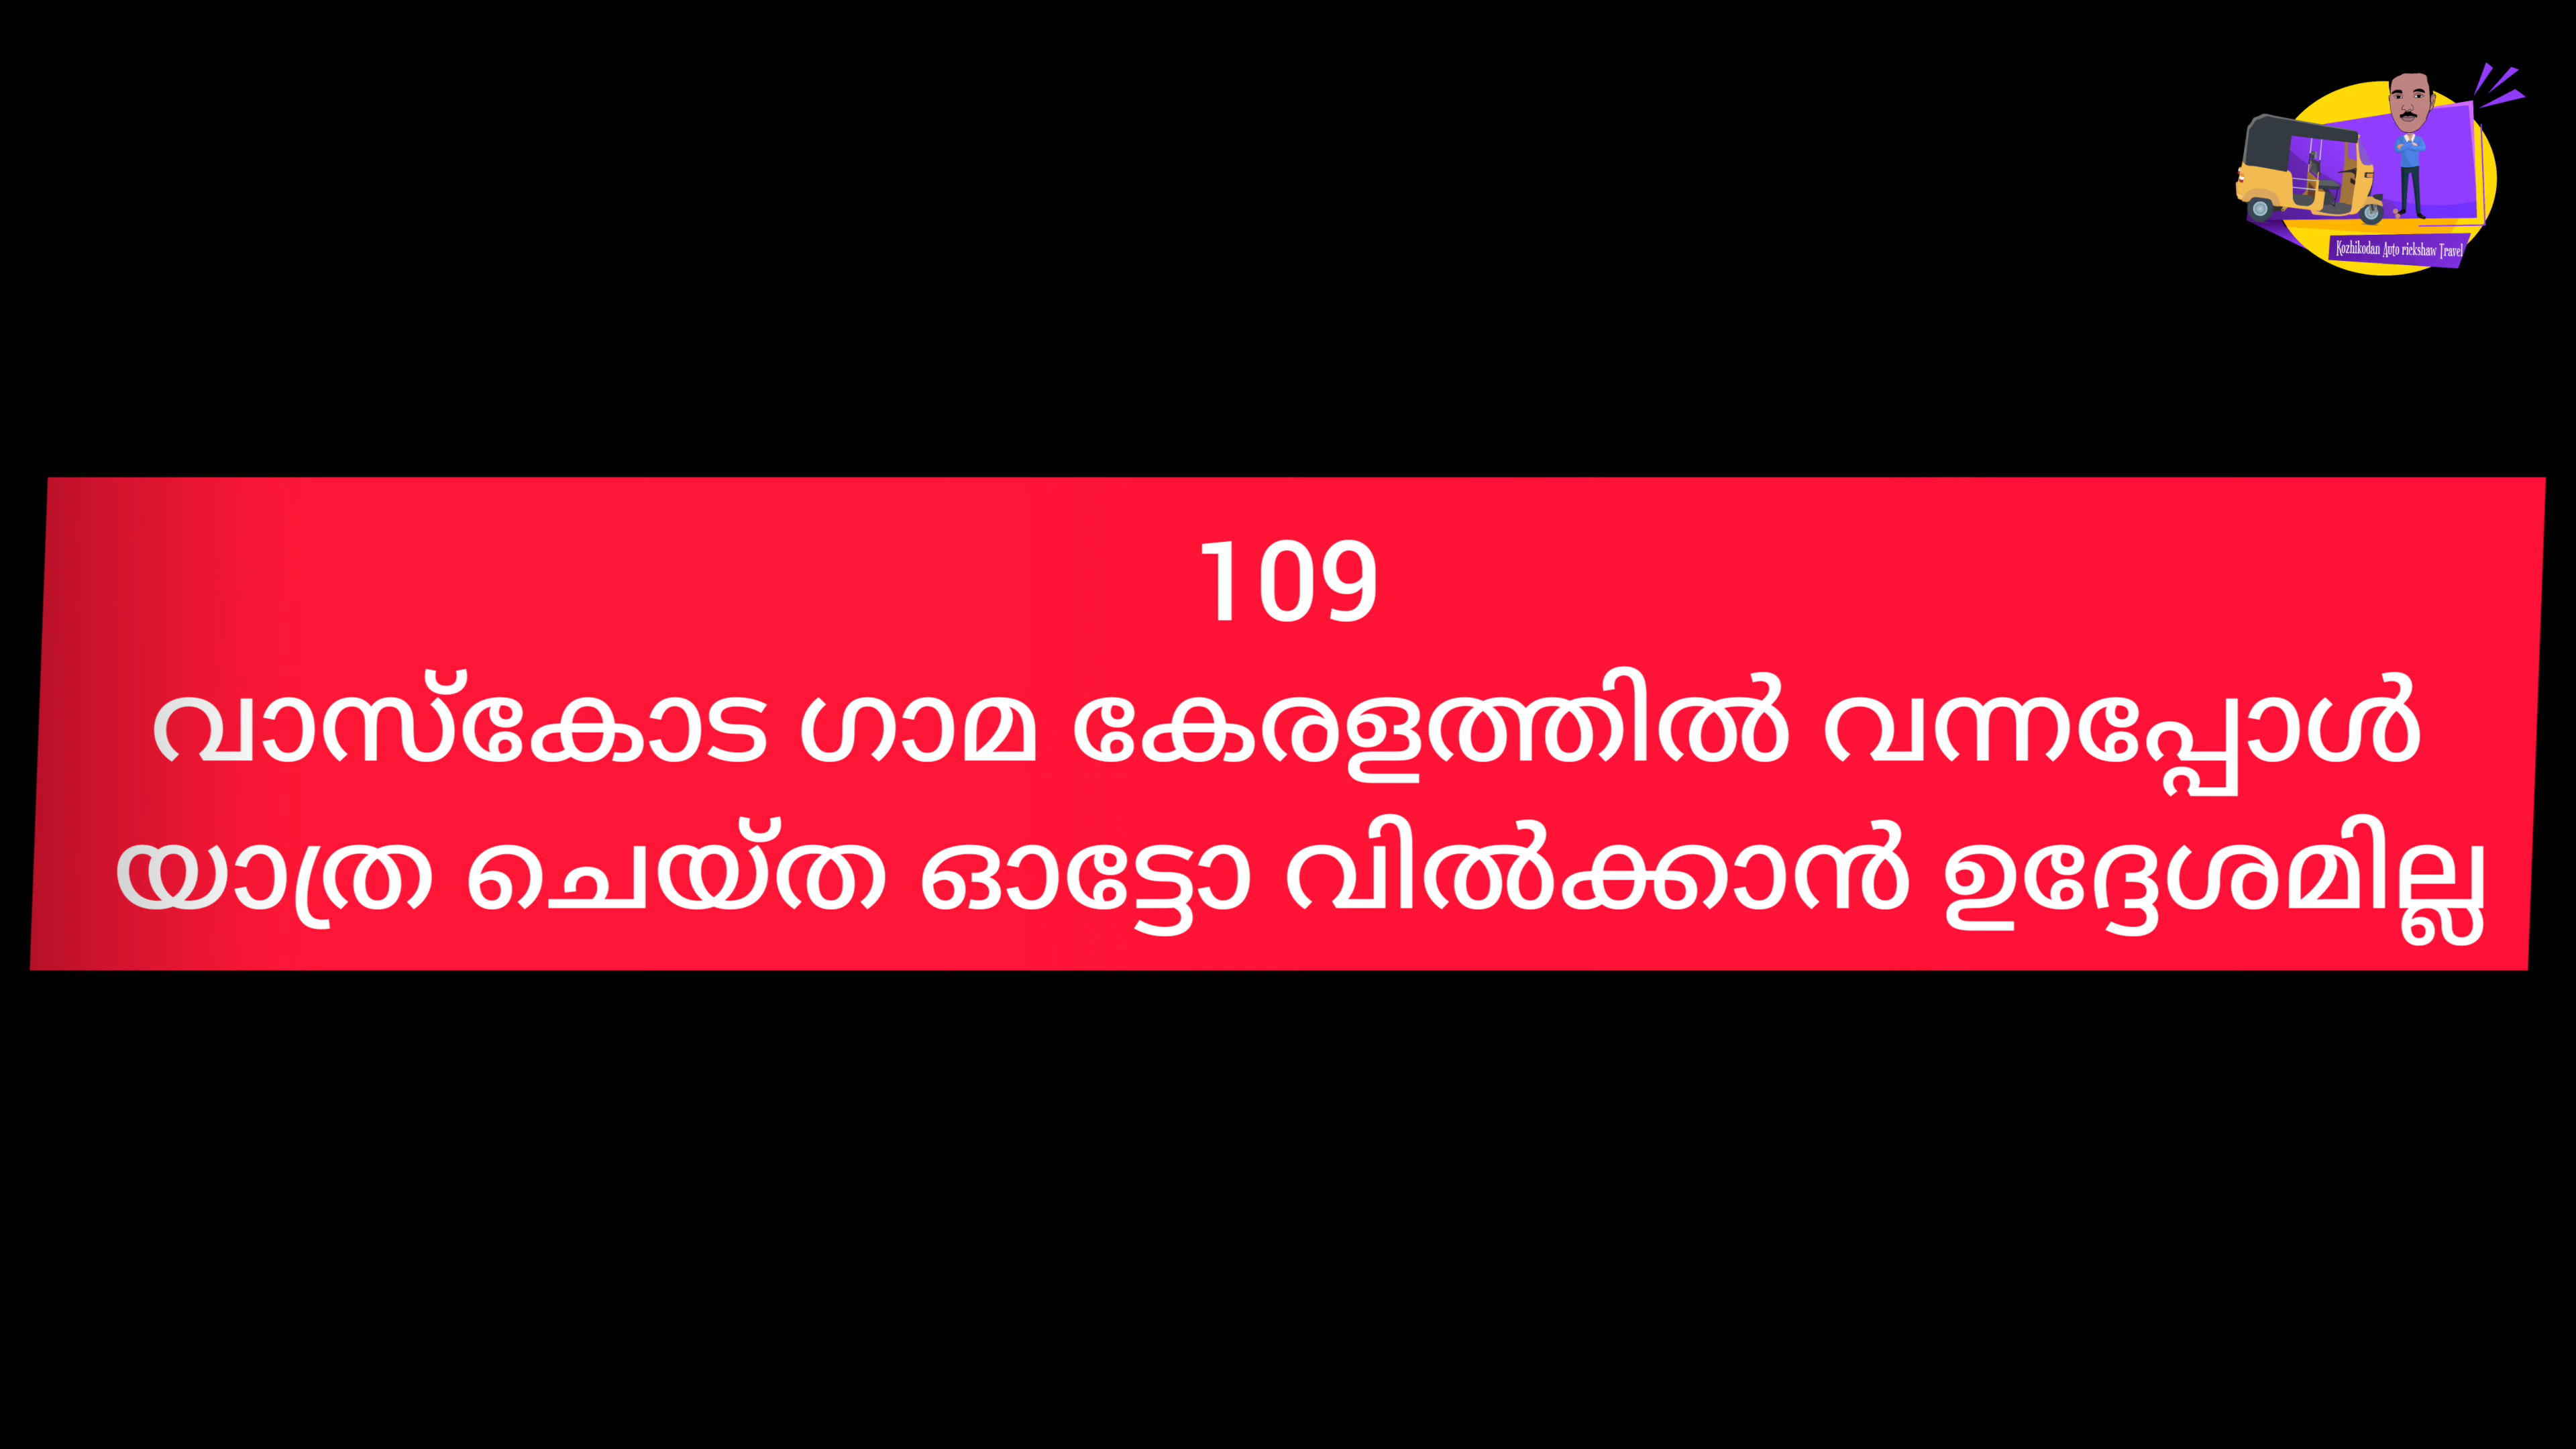 Kozhikodan Auto rickshaw Travel
109
വാസ്കോട ഗാമ കേരളത്തിൽ വന്നപ്പോൾ
യാത്ര ചെയ്ത ഓട്ടോ വിൽക്കാൻ ഉദ്ദേശമില്ല